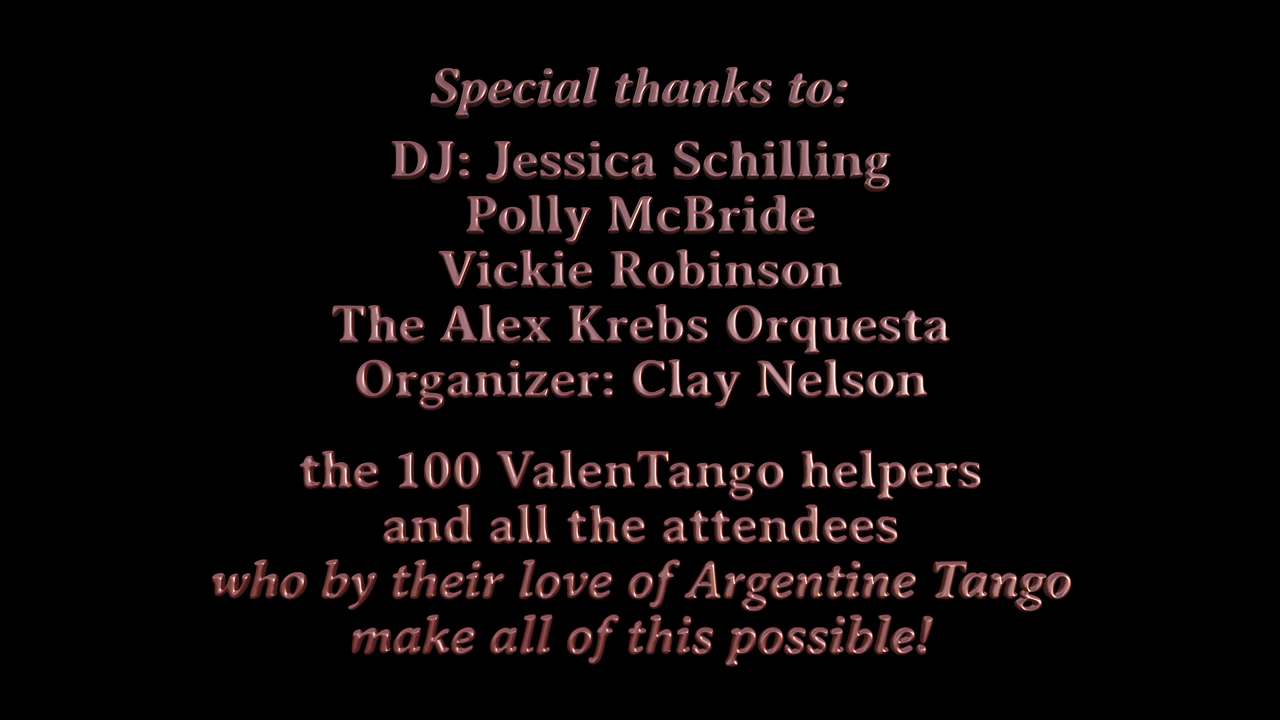 Special thanks to:
DJ: Jessica Schilling
Polly McBride
Vickie Robinson
The Alex Krebs Orquesta
Organizer: Clay Nelson
the 100 ValenTango helpers
and all the attendees
who by their love of Argentine Tango
make all of this possible!